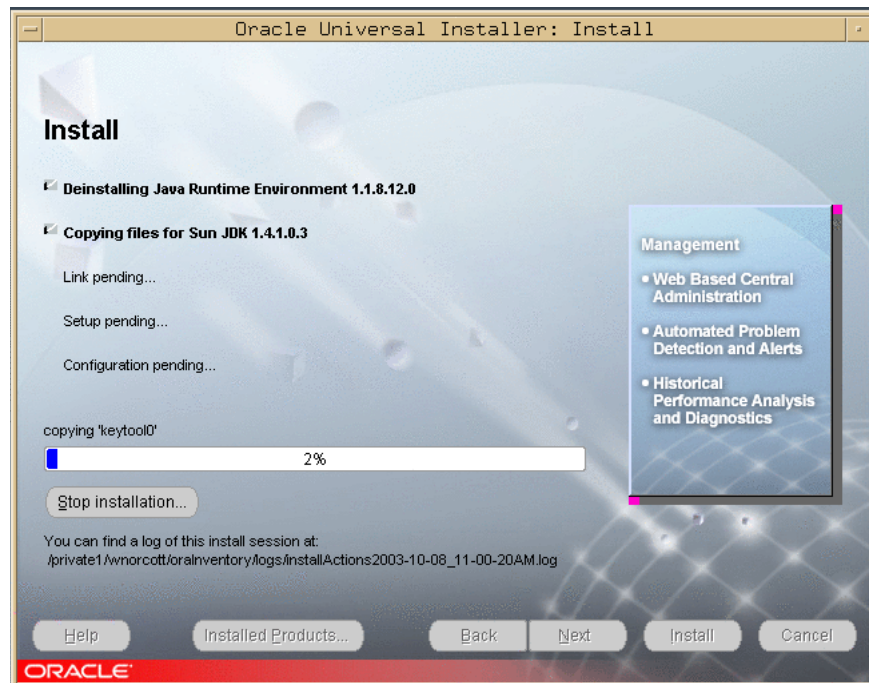 Oracle Universal Installer: Install
Install
Deinstalling Java Runtime Environment 1.1.8.12.0
Copying files for Sun JDK 1.4.1.0.3
Link pending...
Setup pending...
Configuration pending...
copying 'keytool0'
2%
Stop installation...
You can find a log of this install session at:
/private1/wnorcott/oraInventory/logs/installActions2003-10-08_11-00-20AM.log
Management
• Web Based Central
Administration
• Automated Problem
Detection and Alerts
• Historical
Performance Analysis
and Diagnostics
Help Installed Products... Back Next Install Cancel
ORACLE